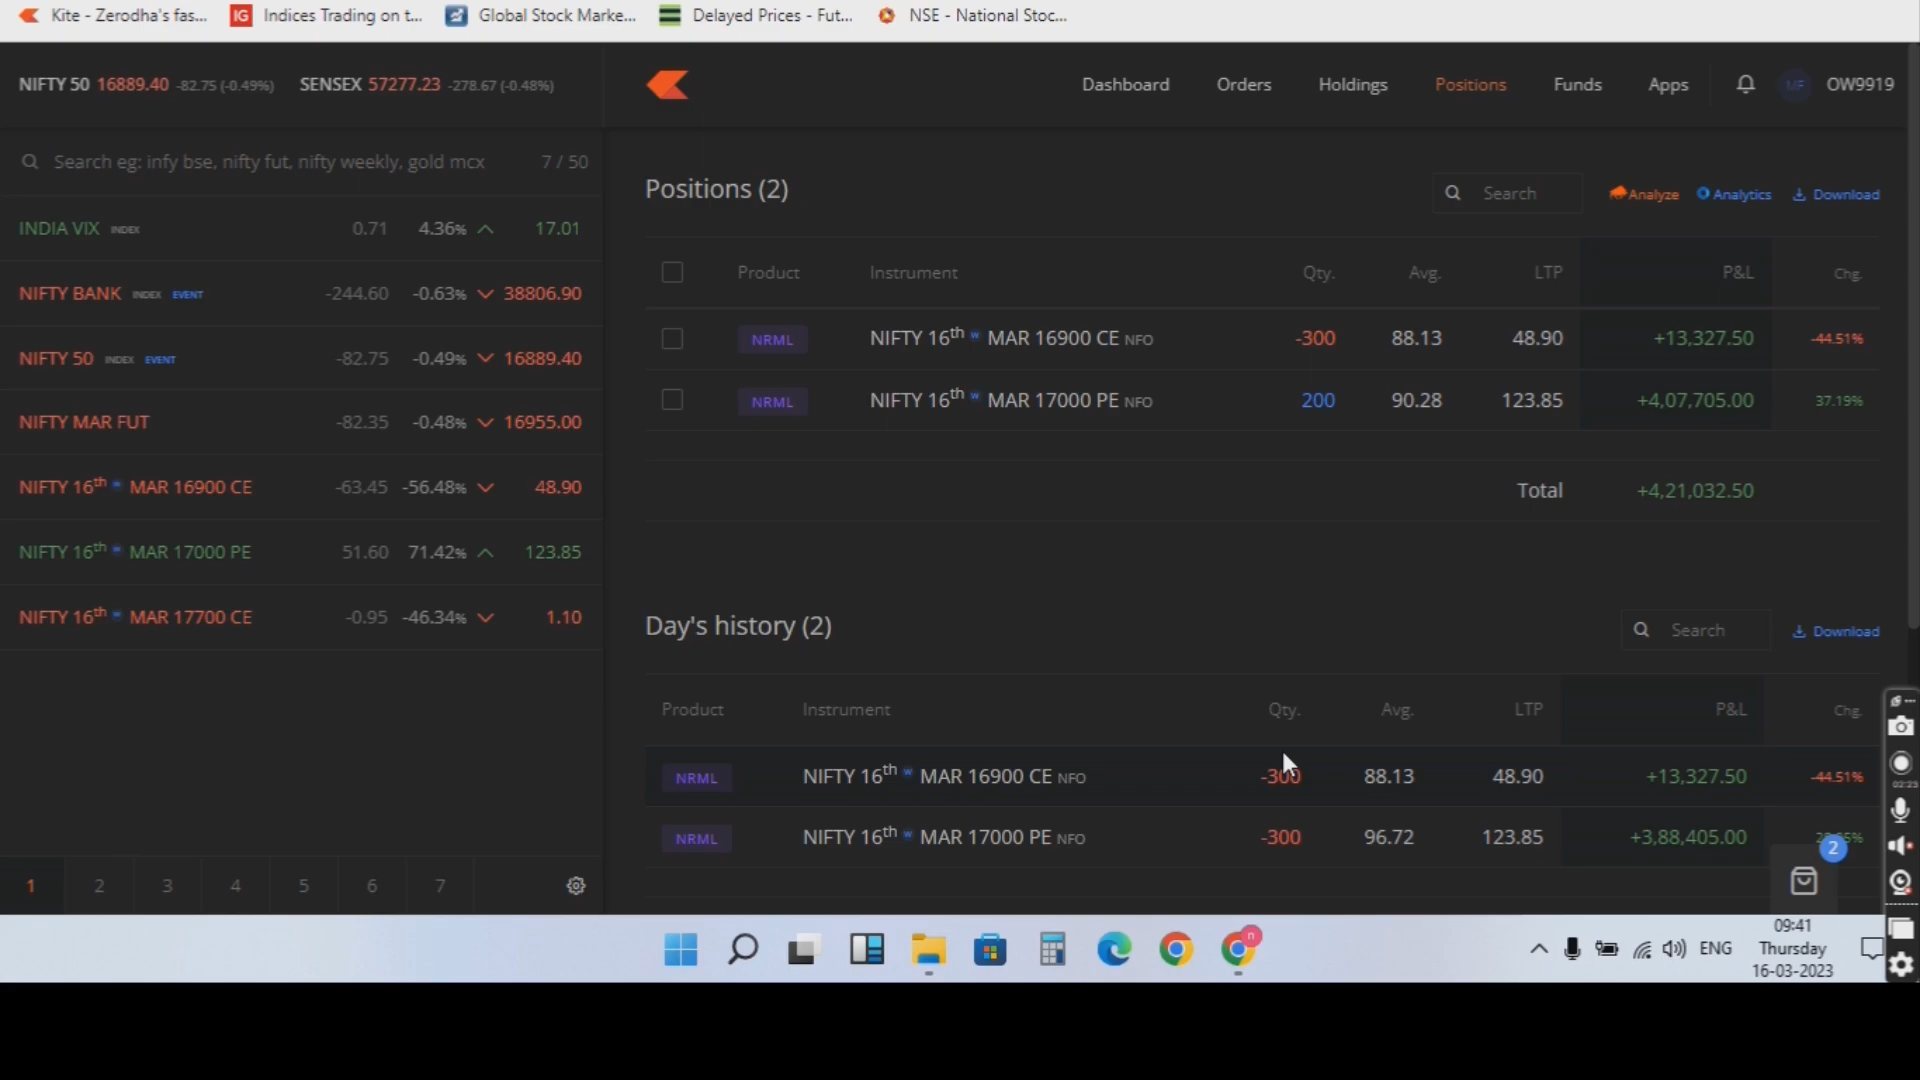 Kite - Zerodha's fas... Indices Trading on t... Global Stock Marke... Delayed Prices - Fut... NSE - National Stoc...
NIFTY 50 16889.40 -82.75 (-0.49%) SENSEX 57277.23 -278.67 (-0.48%)
Dashboard Orders Holdings Positions Funds Apps MF OW9919
Search eg: infy bse, nifty fut, nifty weekly, gold mcx 7 / 50
INDIA VIX INDEX 0.71 4.36% 17.01
NIFTY BANK INDEX EVENT -244.60 -0.63% 38806.90
NIFTY 50 INDEX EVENT -82.75 -0.49% 16889.40
NIFTY MAR FUT -82.35 -0.48% 16955.00
NIFTY 16th w MAR 16900 CE -63.45 -56.48% 48.90
NIFTY 16th w MAR 17000 PE 51.60 71.42% 123.85
NIFTY 16th w MAR 17700 CE -0.95 -46.34% 1.10
1 2 3 4 5 6 7
Positions (2) Search Analyze Analytics Download
Product Instrument Qty. Avg. LTP P&L Chg.
NRML NIFTY 16th w MAR 16900 CE NFO -300 88.13 48.90 +13,327.50 -44.51%
NRML NIFTY 16th w MAR 17000 PE NFO 200 90.28 123.85 +4,07,705.00 37.19%
Total +4,21,032.50
Day's history (2) Search Download
Product Instrument Qty. Avg. LTP P&L Chg.
NRML NIFTY 16th w MAR 16900 CE NFO -300 88.13 48.90 +13,327.50 -44.51%
NRML NIFTY 16th w MAR 17000 PE NFO -300 96.72 123.85 +3,88,405.00
2
02:23
ENG
09:41
Thursday
16-03-2023